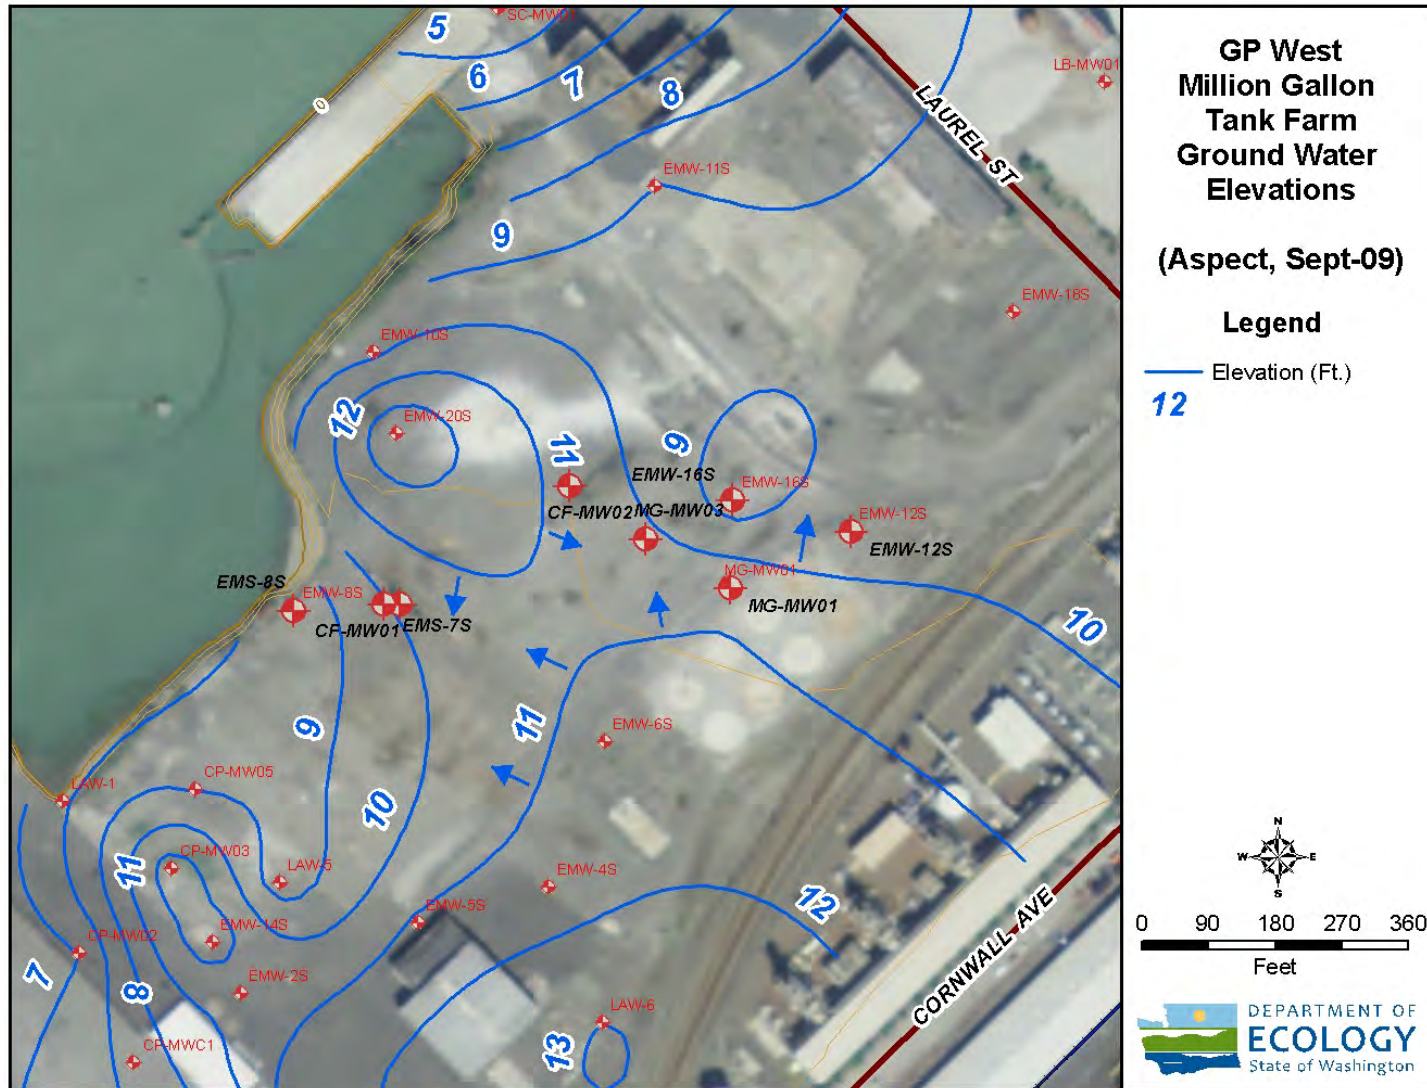 SC-MW01
5
6
7
8
LB-MW01
LAUREL ST
EMW-11S
9
EMW-18S
EMW-10S
12
EMW-20S
11
9
EMW-16S
EMW-16S
CF-MW02
MG-MW03
EMW-12S
EMW-12S
MG-MW01
MG-MW01
EMS-8S
EMW-8S
CF-MW01
EMS-7S
10
9
11
EMW-6S
LAW-1
CP-MW05
10
CP-MW03
11
LAW-5
EMW-4S
EMW-5S
12
CORNWALL AVE
EMW-14S
CP-MW02
7
8
EMW-2S
LAW-6
13
CP-MWC1
0
GP West
Million Gallon
Tank Farm
Ground Water
Elevations
(Aspect, Sept-09)
Legend
Elevation (Ft.)
12
N
W E
S
0 90 180 270 360
Feet
DEPARTMENT OF
ECOLOGY
State of Washington